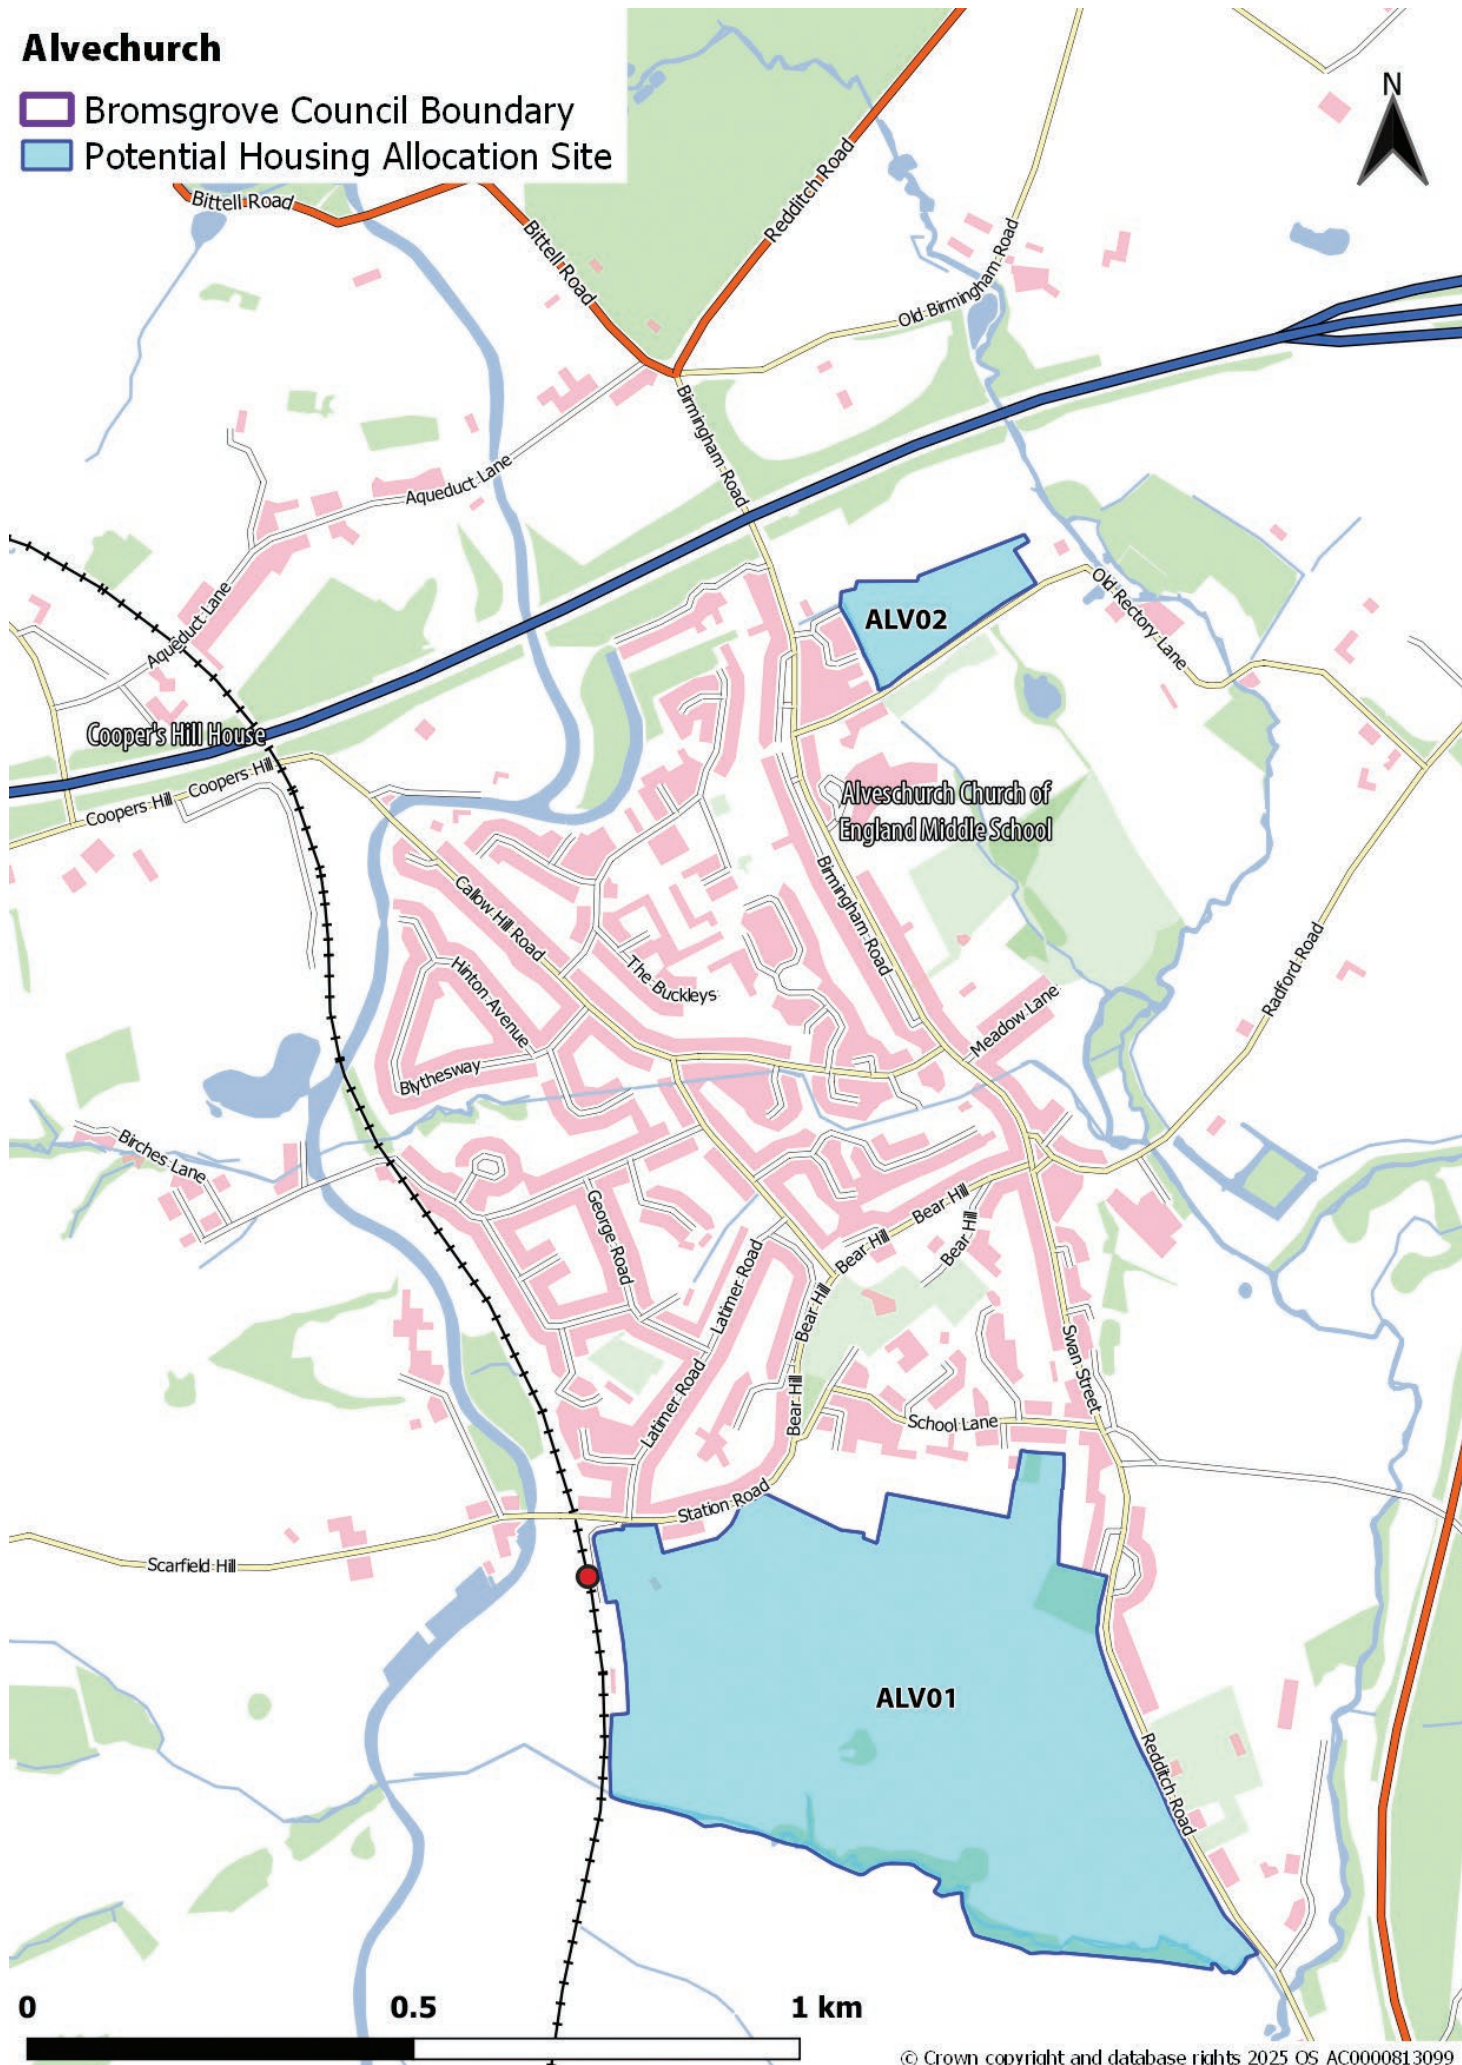 Alvechurch
Bromsgrove Council Boundary
Potential Housing Allocation Site
N
Bittell Road
Bittell Road
Redditch Road
Old Birmingham Road
Birmingham Road
Aqueduct Lane
Aqueduct Lane
ALV02
Old Rectory Lane
Cooper's Hill House
Coopers Hill
Coopers Hill
Alveschurch Church of
England Middle School
Callow Hill Road
Birmingham Road
Hinton Avenue
The Buckleys
Radford Road
Meadow Lane
Blythesway
Birches Lane
George Road
Bear Hill
Bear Hill
Bear Hill
Latimer Road
Bear Hill
Swan Street
Latimer Road
Bear Hill
School Lane
Station Road
Scarfield Hill
ALV01
Redditch Road
0
0.5
1 km
© Crown copyright and database rights 2025 OS AC0000813099